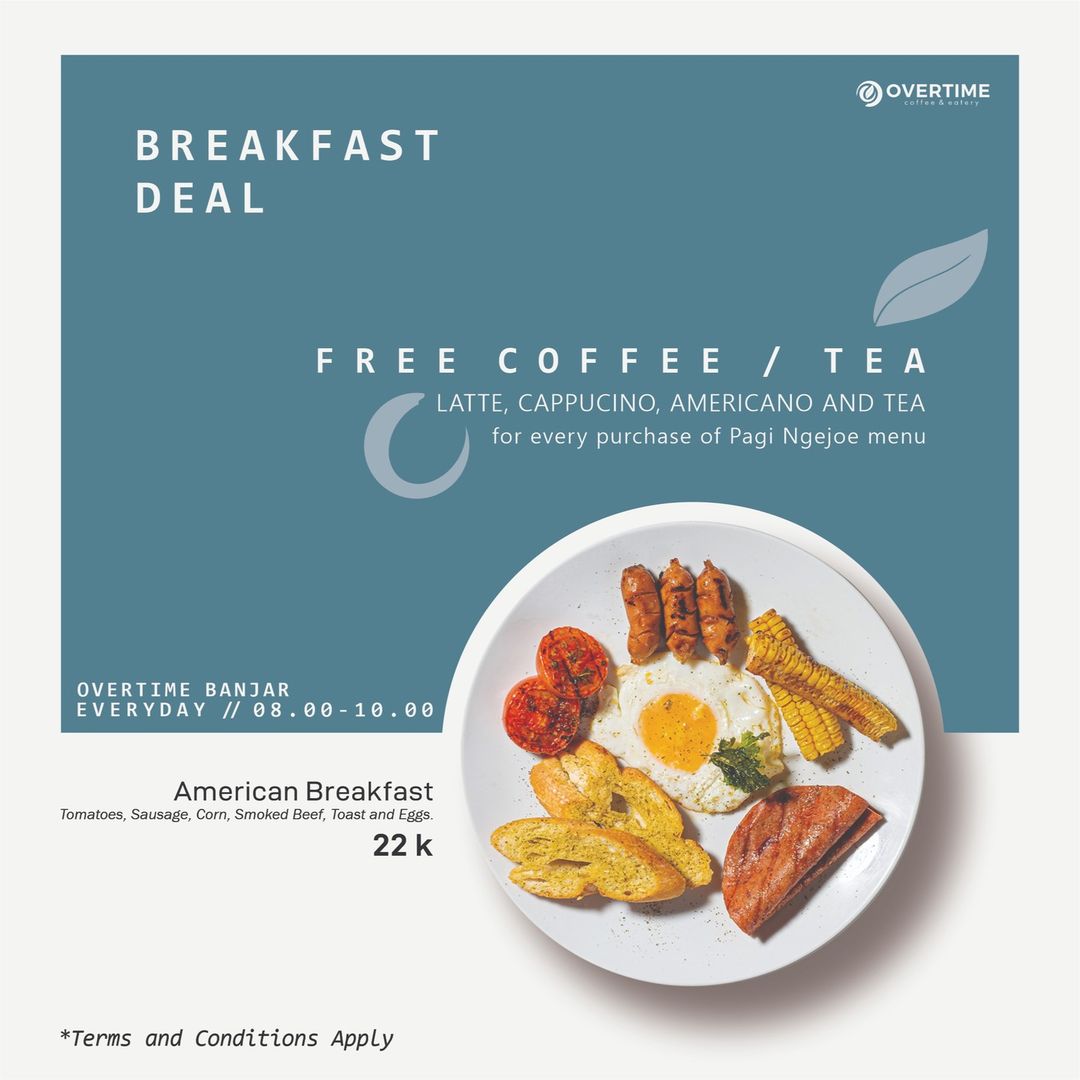 OVERTIME
coffee & eatery
BREAKFAST
DEAL
FREE COFFEE / TEA
LATTE, CAPPUCINO, AMERICANO AND TEA
for every purchase of Pagi Ngejoe menu
OVERTIME BANJAR
EVERYDAY // 08.00-10.00
American Breakfast
Tomatoes, Sausage, Corn, Smoked Beef, Toast and Eggs.
22 k
*Terms and Conditions Apply